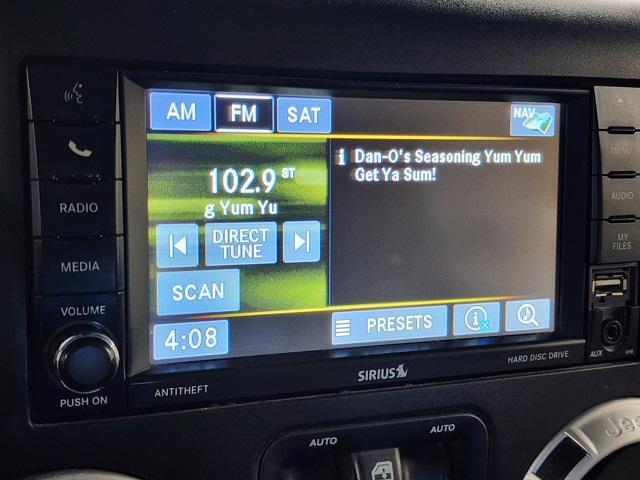 AM FM SAT NAV
102.9 ST
g Yum Yu
DIRECT
TUNE
SCAN
4:08
i Dan-O's Seasoning Yum Yum
Get Ya Sum!
PRESETS
RADIO
MEDIA
VOLUME
PUSH ON
ANTITHEFT
SIRIUS
HARD DISC DRIVE
MENU
AUDIO
MY
FILES
AUX
AUTO
AUTO
Jee